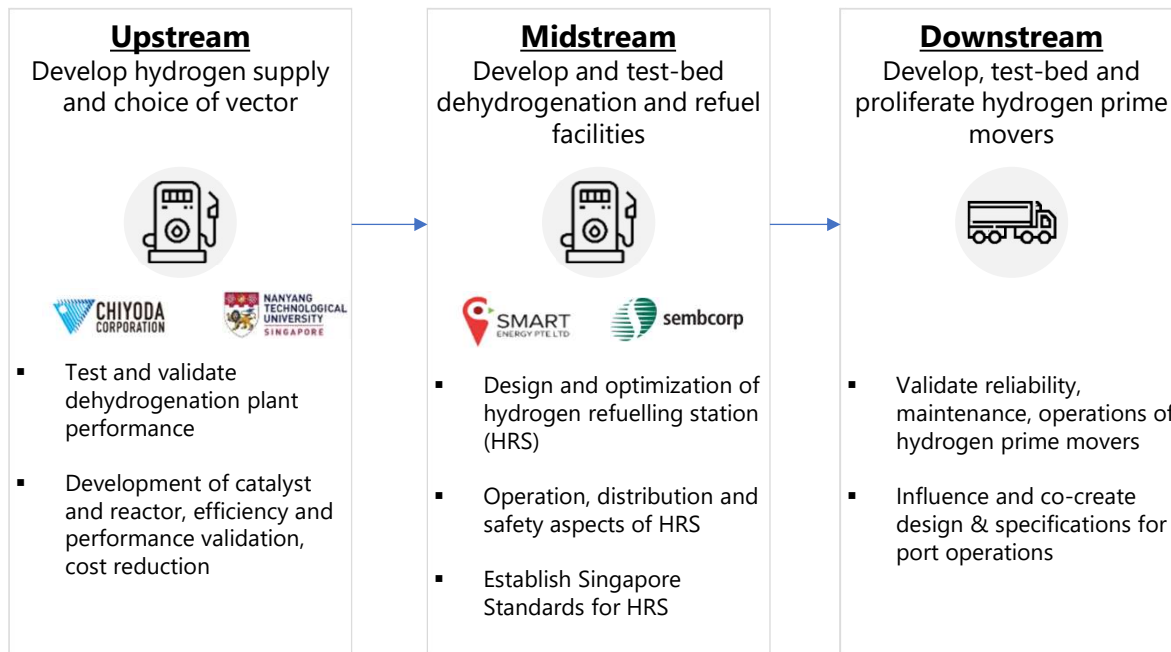 Upstream
Develop hydrogen supply
and choice of vector
CHIYODA
CORPORATION
NANYANG
TECHNOLOGICAL
UNIVERSITY
SINGAPORE
▪ Test and validate
dehydrogenation plant
performance
▪ Development of catalyst
and reactor, efficiency and
performance validation,
cost reduction
Midstream
Develop and test-bed
dehydrogenation and refuel
facilities
SMART
ENERGY PTE LTD
sembcorp
▪ Design and optimization of
hydrogen refuelling station
(HRS)
▪ Operation, distribution and
safety aspects of HRS
▪ Establish Singapore
Standards for HRS
Downstream
Develop, test-bed and
proliferate hydrogen prime
movers
▪ Validate reliability,
maintenance, operations of
hydrogen prime movers
▪ Influence and co-create
design & specifications for
port operations